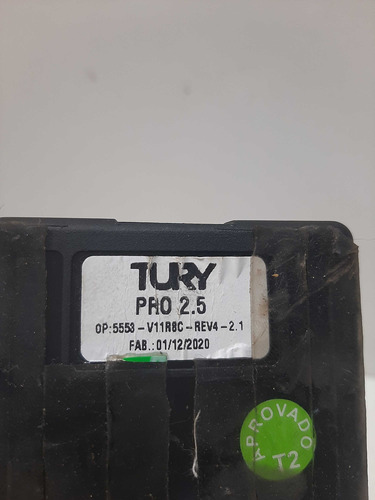 TURY
PRO 2.5
OP:5553-V11R8C-REV4-2.1
FAB.:01/12/2020
APROVADO
T2